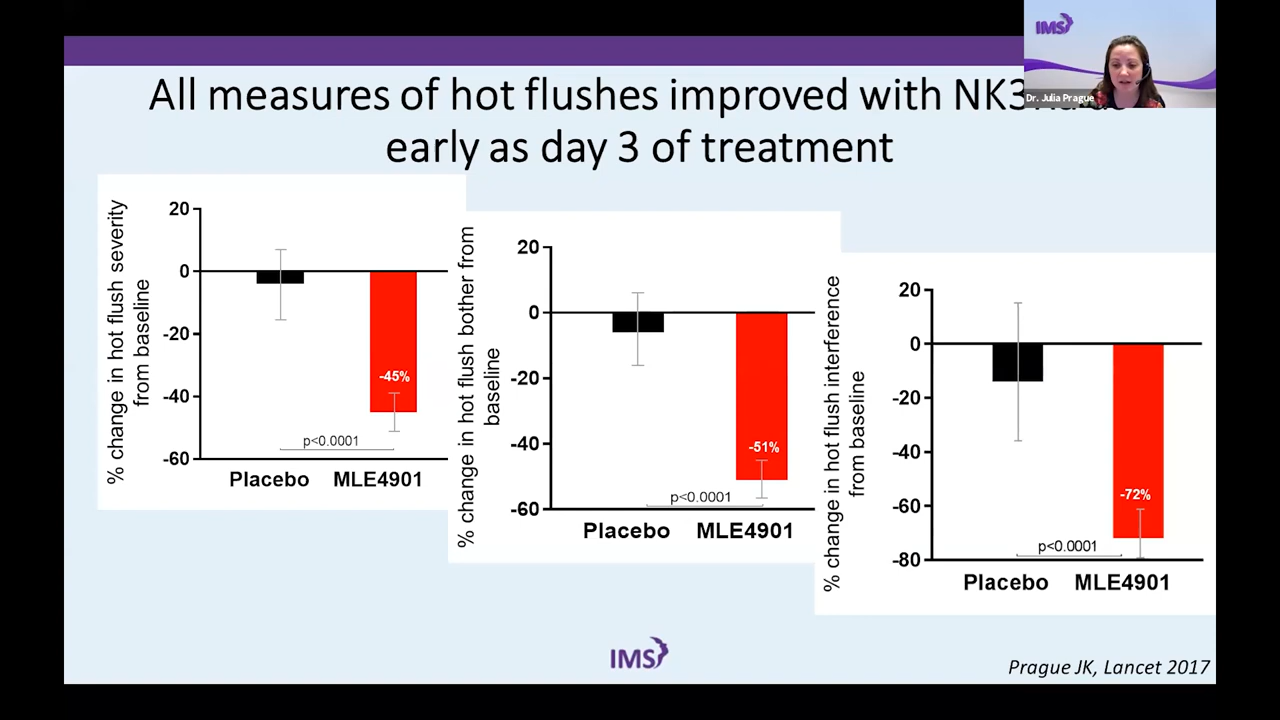 IMS
Dr. Julia Prague
All measures of hot flushes improved with
early as day 3 of treatment
% change in hot flush severity
from baseline
20
0
-20
-40
-60
-45%
p<0.0001
Placebo MLE4901
% change in hot flush bother from
baseline
20
0
-20
-40
-60
-51%
p<0.0001
Placebo MLE4901
% change in hot flush interference
from baseline
20
0
-20
-40
-60
-80
-72%
p<0.0001
Placebo MLE4901
IMS
Prague JK, Lancet 2017